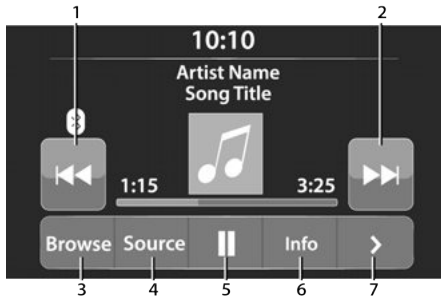 1 2
10:10
Artist Name
Song Title
1:15 3:25
Browse Source Info
3 4 5 6 7